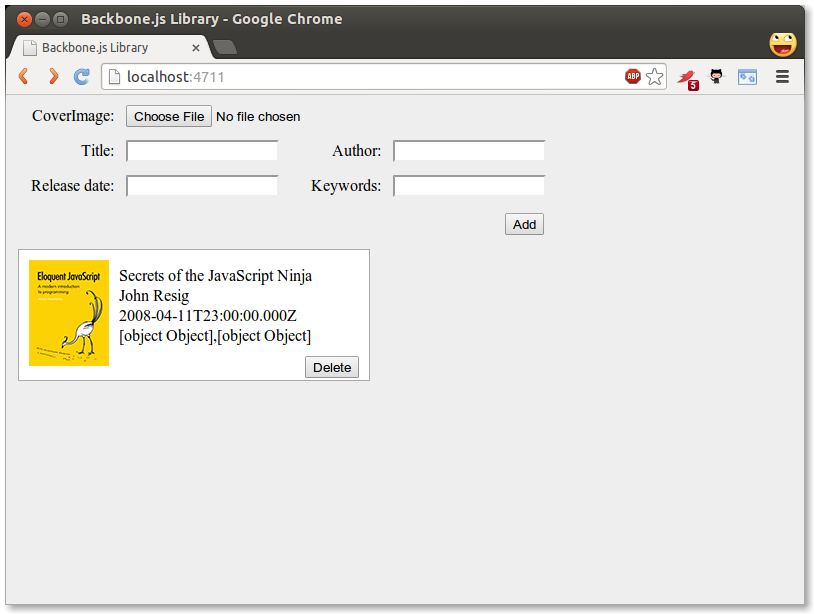 Backbone.js Library - Google Chrome
Backbone.js Library
localhost:4711
ABP
5
CoverImage: Choose File No file chosen
Title: Author:
Release date: Keywords:
Add
Eloquent JavaScript
A modern introduction
to programming
Secrets of the JavaScript Ninja
John Resig
2008-04-11T23:00:00.000Z
[object Object],[object Object]
Delete